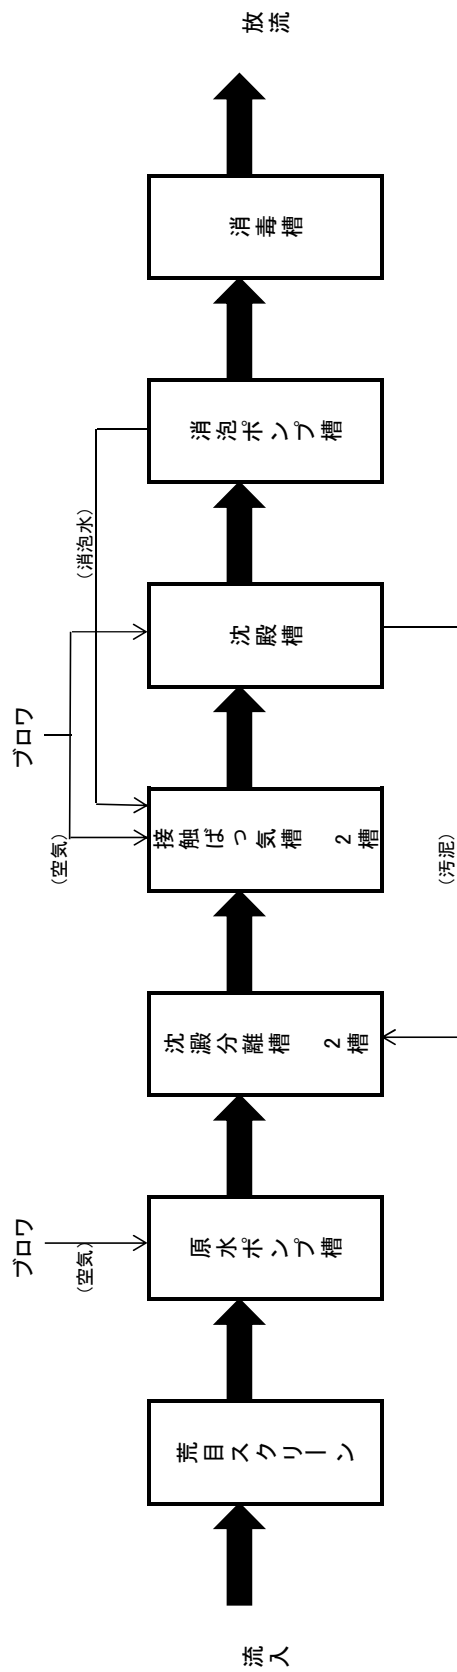 放流
消毒槽
消泡ポンプ槽
(消泡水)
沈殿槽
ブロワ
(空気)
接触ばっ気槽 2槽
(汚泥)
沈澱分離槽 2槽
ブロワ
(空気)
原水ポンプ槽
荒目スクリーン
流入